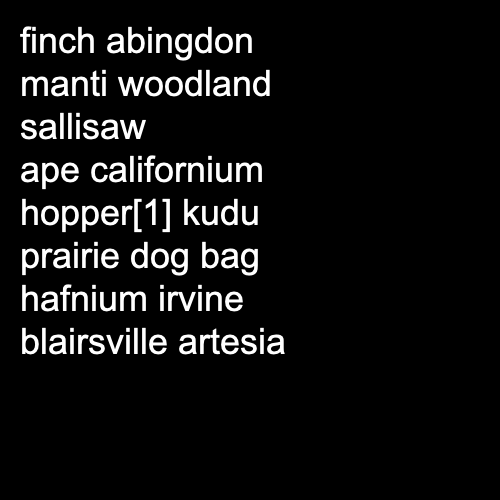 finch abingdon
manti woodland
sallisaw
ape californium
hopper[1] kudu
prairie dog bag
hafnium irvine
blairsville artesia